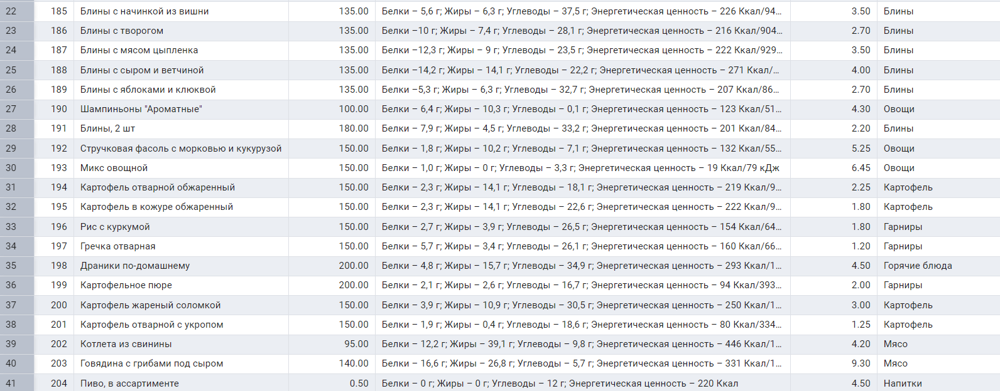 22 185 Блины с начинкой из вишни 135.00 Белки – 5,6 г; Жиры – 6,3 г; Углеводы – 37,5 г; Энергетическая ценность – 226 Ккал/94... 3.50 Блины
23 186 Блины с творогом 135.00 Белки –10 г; Жиры – 7,4 г; Углеводы – 28,1 г; Энергетическая ценность – 216 Ккал/904... 2.70 Блины
24 187 Блины с мясом цыпленка 135.00 Белки –12,3 г; Жиры – 9 г; Углеводы – 23,5 г; Энергетическая ценность – 222 Ккал/929... 3.50 Блины
25 188 Блины с сыром и ветчиной 135.00 Белки –14,2 г; Жиры – 14,1 г; Углеводы – 22,2 г; Энергетическая ценность – 271 Ккал/... 4.00 Блины
26 189 Блины с яблоками и клюквой 135.00 Белки –5,3 г; Жиры – 6,3 г; Углеводы – 32,7 г; Энергетическая ценность – 207 Ккал/86... 2.70 Блины
27 190 Шампиньоны "Ароматные" 100.00 Белки – 6,4 г; Жиры – 10,3 г; Углеводы – 0,1 г; Энергетическая ценность – 123 Ккал/51... 4.30 Овощи
28 191 Блины, 2 шт 180.00 Белки – 7,9 г; Жиры – 4,5 г; Углеводы – 33,2 г; Энергетическая ценность – 201 Ккал/84... 2.20 Блины
29 192 Стручковая фасоль с морковью и кукурузой 150.00 Белки – 1,8 г; Жиры – 10,2 г; Углеводы – 7,1 г; Энергетическая ценность – 132 Ккал/55... 5.25 Овощи
30 193 Микс овощной 150.00 Белки – 1,0 г; Жиры – 0 г; Углеводы – 3,3 г; Энергетическая ценность – 19 Ккал/79 кДж 6.45 Овощи
31 194 Картофель отварной обжаренный 150.00 Белки – 2,3 г; Жиры – 14,1 г; Углеводы – 18,1 г; Энергетическая ценность – 219 Ккал/9... 2.25 Картофель
32 195 Картофель в кожуре обжаренный 150.00 Белки – 2,3 г; Жиры – 14,1 г; Углеводы – 22,6 г; Энергетическая ценность – 222 Ккал/9... 1.80 Картофель
33 196 Рис с куркумой 150.00 Белки – 2,7 г; Жиры – 3,9 г; Углеводы – 26,5 г; Энергетическая ценность – 154 Ккал/64... 1.80 Гарниры
34 197 Гречка отварная 150.00 Белки – 5,7 г; Жиры – 3,4 г; Углеводы – 26,1 г; Энергетическая ценность – 160 Ккал/66... 1.20 Гарниры
35 198 Драники по-домашнему 200.00 Белки – 4,8 г; Жиры – 15,7 г; Углеводы – 34,9 г; Энергетическая ценность – 293 Ккал/1... 4.50 Горячие блюда
36 199 Картофельное пюре 200.00 Белки – 2,1 г; Жиры – 2,6 г; Углеводы – 16,7 г; Энергетическая ценность – 94 Ккал/393... 2.00 Гарниры
37 200 Картофель жареный соломкой 150.00 Белки – 3,9 г; Жиры – 10,9 г; Углеводы – 30,5 г; Энергетическая ценность – 250 Ккал/1... 3.00 Картофель
38 201 Картофель отварной с укропом 150.00 Белки – 1,9 г; Жиры – 0,4 г; Углеводы – 18,6 г; Энергетическая ценность – 80 Ккал/334... 1.25 Картофель
39 202 Котлета из свинины 95.00 Белки – 12,2 г; Жиры – 39,1 г; Углеводы – 9,8 г; Энергетическая ценность – 446 Ккал/1... 4.20 Мясо
40 203 Говядина с грибами под сыром 140.00 Белки – 16,6 г; Жиры – 26,8 г; Углеводы – 5,7 г; Энергетическая ценность – 331 Ккал/1... 9.30 Мясо
41 204 Пиво, в ассартименте 0.50 Белки – 0 г; Жиры – 0 г; Углеводы – 12 г; Энергетическая ценность – 220 Ккал 4.50 Напитки